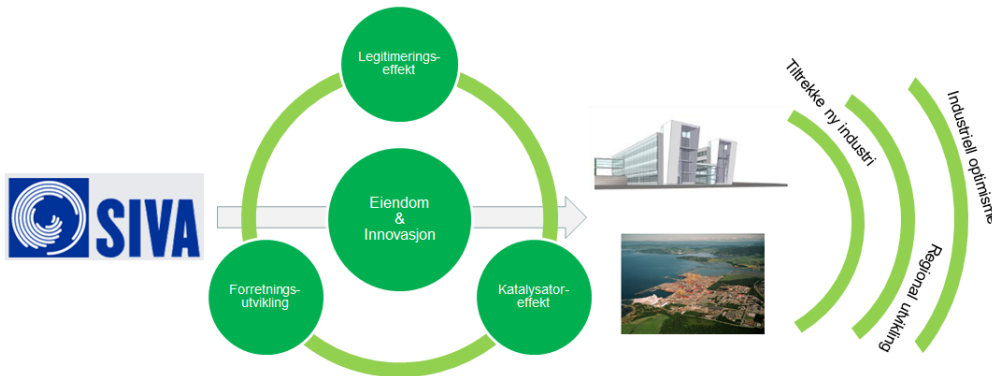 SIVA
Legitimerings-
effekt
Eiendom
&
Innovasjon
Forretnings-
utvikling
Katalysator-
effekt
Tiltrekke ny industri
Regional utvikling
Industriell optimisme